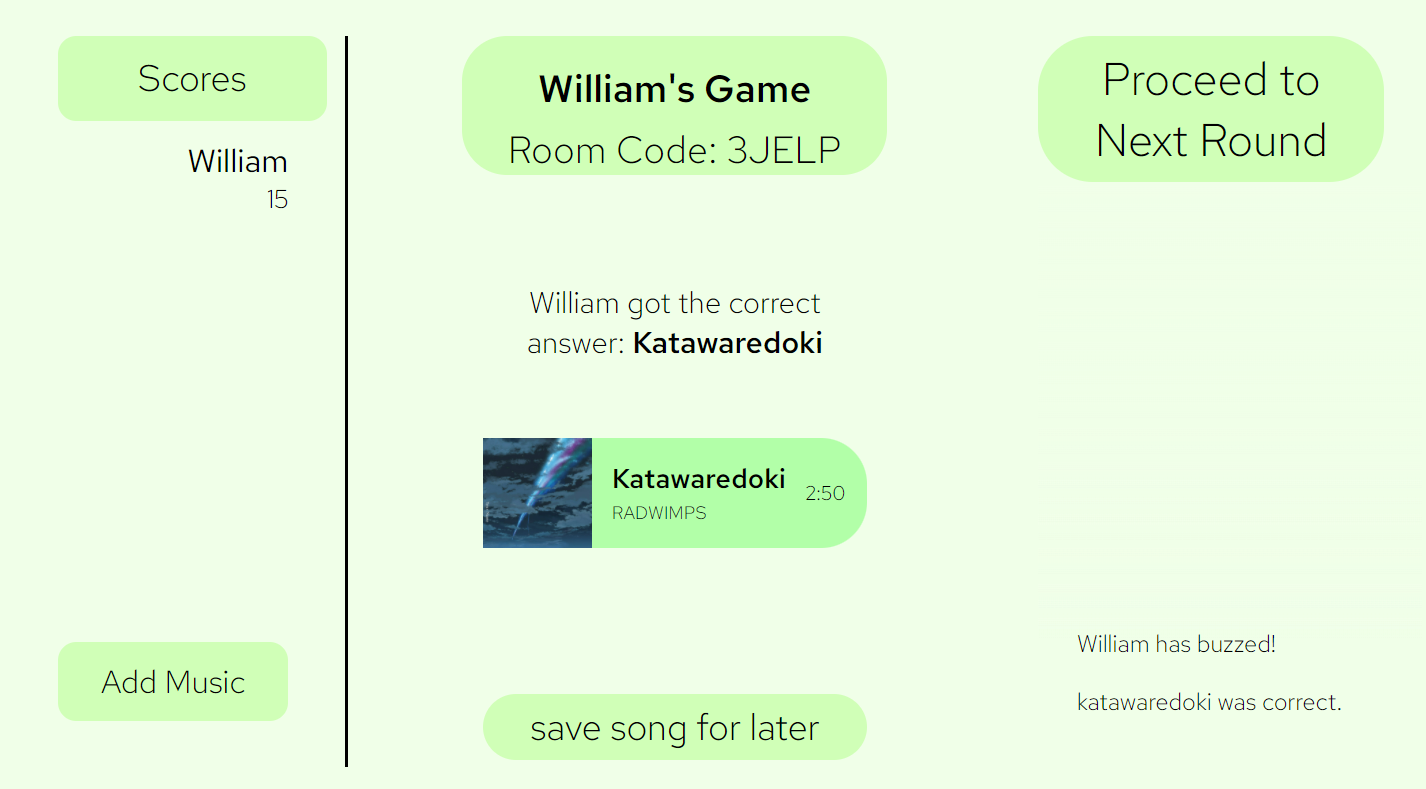 Scores
William
15
Add Music
William's Game
Room Code: 3JELP
William got the correct
answer: Katawaredoki
Katawaredoki
RADWIMPS
2:50
save song for later
Proceed to
Next Round
William has buzzed!
katawaredoki was correct.